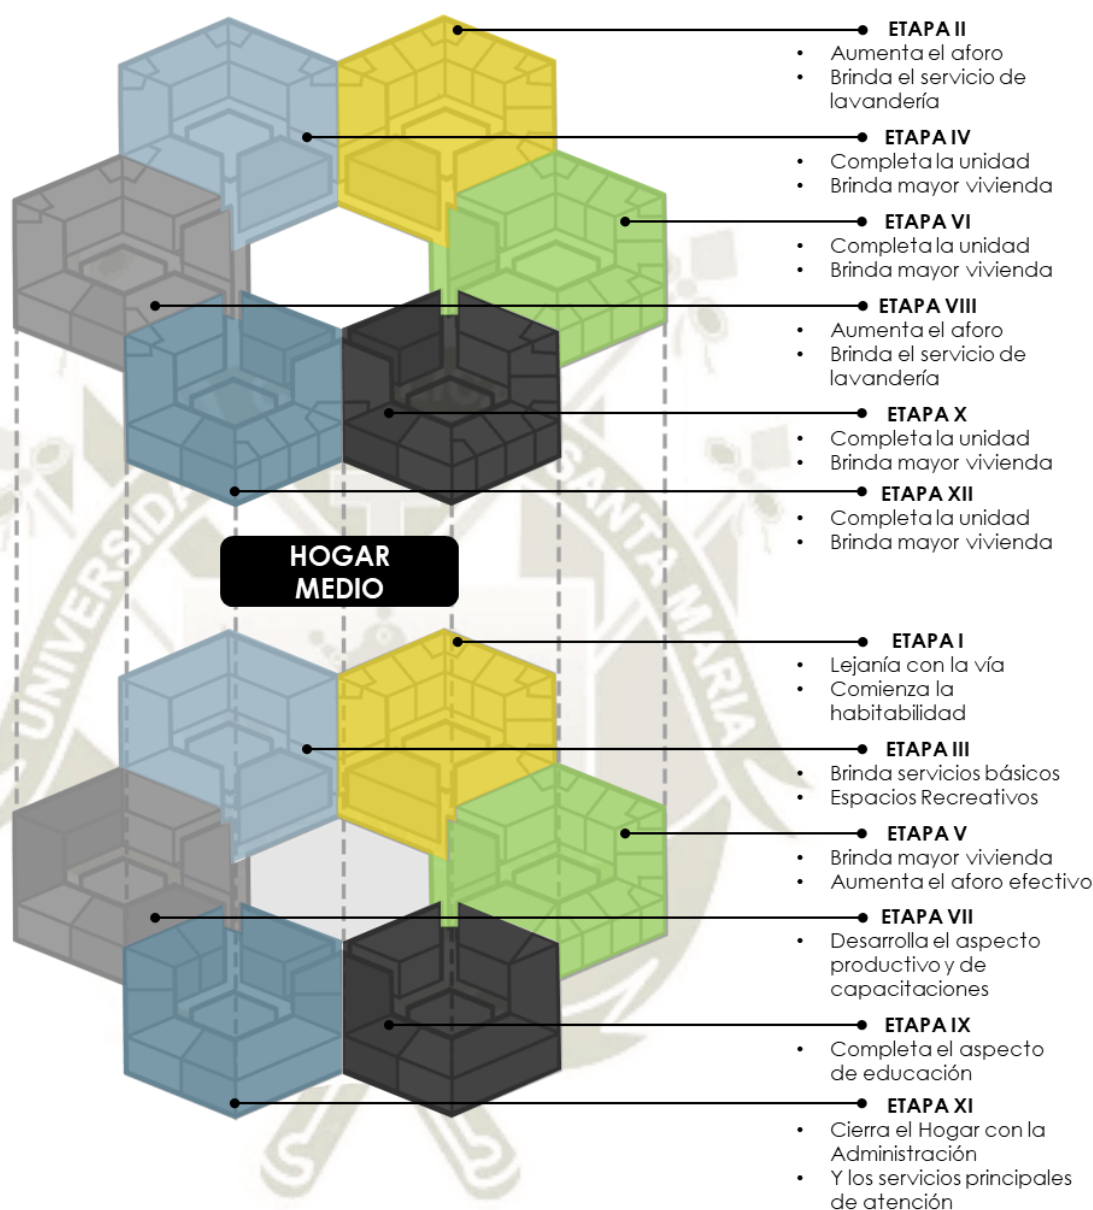 ETAPA II
• Aumenta el aforo
• Brinda el servicio de
lavandería
ETAPA IV
• Completa la unidad
• Brinda mayor vivienda
ETAPA VI
• Completa la unidad
• Brinda mayor vivienda
ETAPA VIII
• Aumenta el aforo
• Brinda el servicio de
lavandería
ETAPA X
• Completa la unidad
• Brinda mayor vivienda
ETAPA XII
• Completa la unidad
• Brinda mayor vivienda
HOGAR
MEDIO
ETAPA I
• Lejanía con la vía
• Comienza la
habitabilidad
ETAPA III
• Brinda servicios básicos
• Espacios Recreativos
ETAPA V
• Brinda mayor vivienda
• Aumenta el aforo efectivo
ETAPA VII
• Desarrolla el aspecto
productivo y de
capacitaciones
ETAPA IX
• Completa el aspecto
de educación
ETAPA XI
• Cierra el Hogar con la
Administración
• Y los servicios principales
de atención
SANTA MARIA